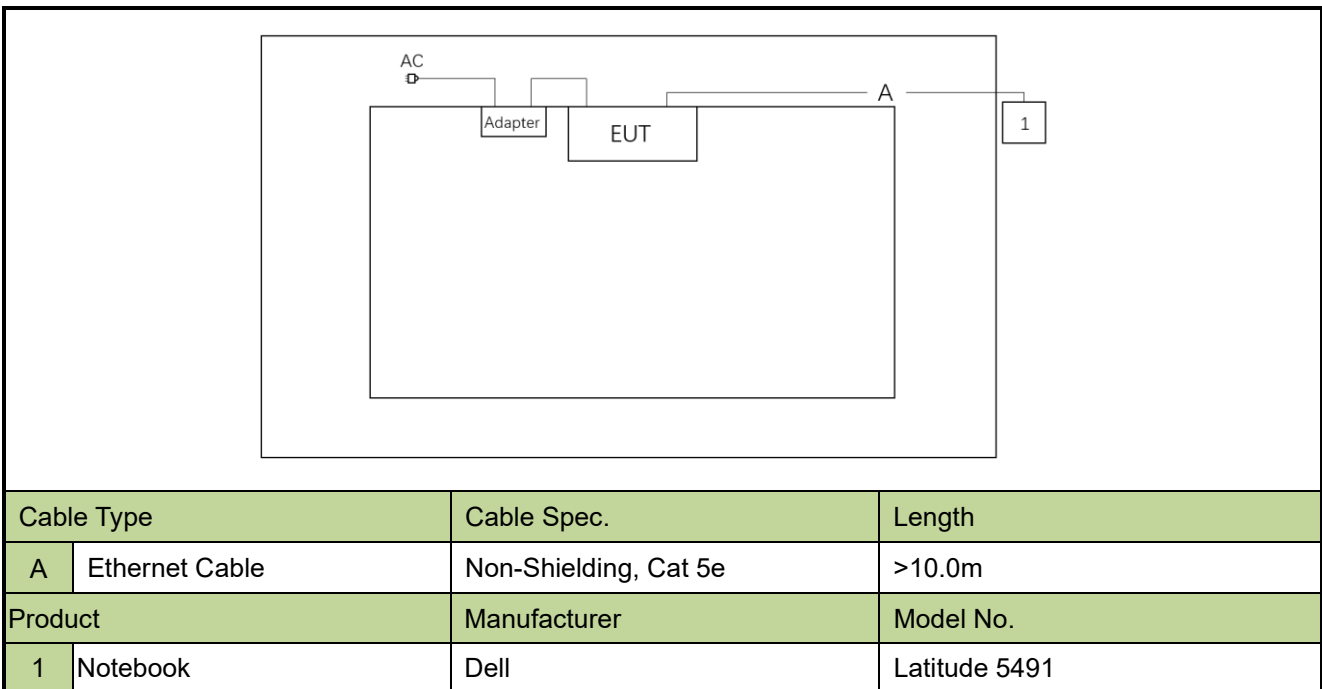 AC
A
Adapter
EUT
1
Cable Type Cable Spec. Length
A Ethernet Cable Non-Shielding, Cat 5e >10.0m
Product Manufacturer Model No.
1 Notebook Dell Latitude 5491